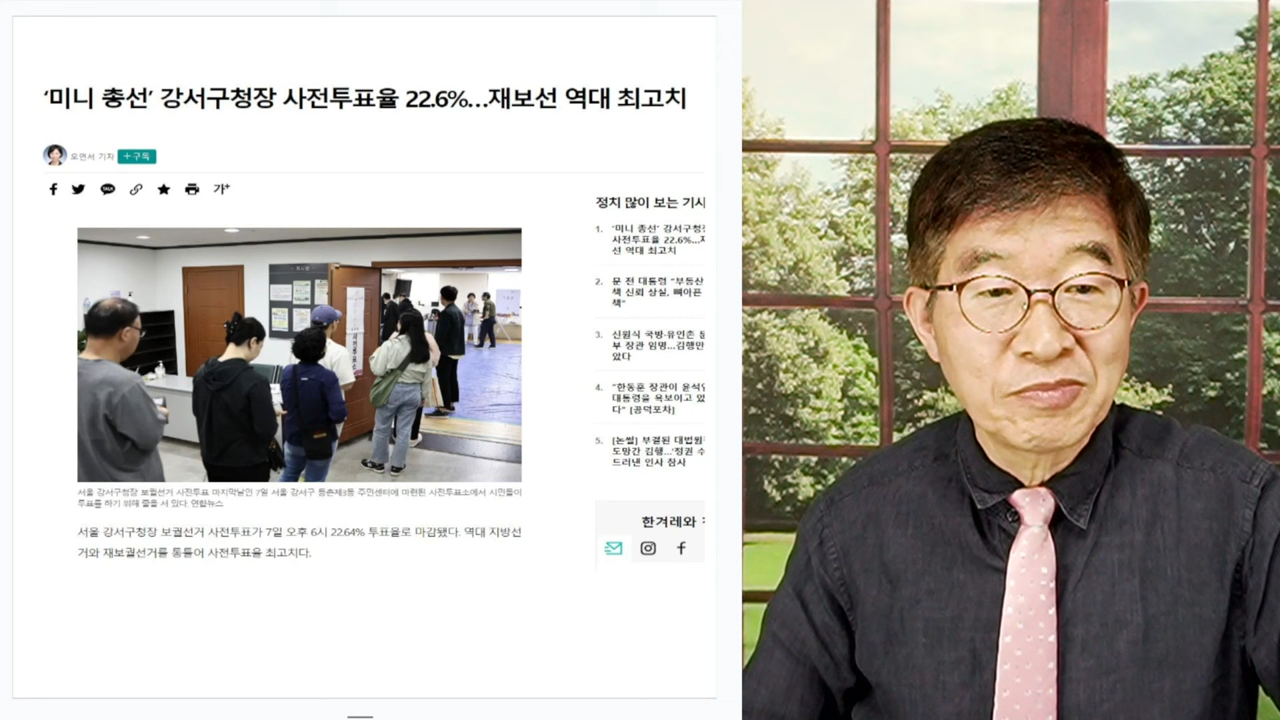 ‘미니 총선’ 강서구청장 사전투표율 22.6%…재보선 역대 최고치
오연서 기자 +구독
가+
정치 많이 보는 기사
1. ‘미니 총선’ 강서구청장
사전투표율 22.6%…재
선 역대 최고치
2. 문 전 대통령 “부동산
책 신뢰 상실, 뼈아픈
책”
3. 신원식 국방·유인촌 문
부 장관 임명…김행만
았다
4. “한동훈 장관이 윤석열
대통령을 욕보이고 있
다” [공덕포차]
5. [논썰] 부결된 대법원
도망간 김행…‘정권 수
드러낸 인사 참사
서울 강서구청장 보궐선거 사전투표 마지막날인 7일 서울 강서구 등촌제3동 주민센터에 마련된 사전투표소에서 시민들이
투표를 하기 위해 줄을 서 있다. 연합뉴스
한겨레와
서울 강서구청장 보궐선거 사전투표가 7일 오후 6시 22.64% 투표율로 마감됐다. 역대 지방선
거와 재보궐선거를 통틀어 사전투표율 최고치다.